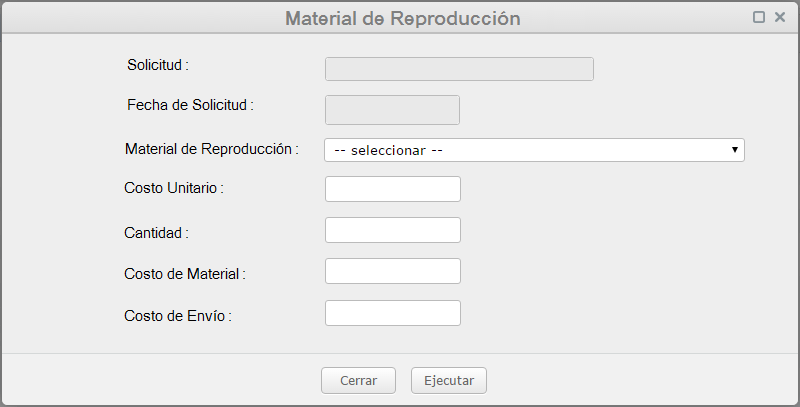 Material de Reproducción
Solicitud :
Fecha de Solicitud :
Material de Reproducción : -- seleccionar --
Costo Unitario :
Cantidad :
Costo de Material :
Costo de Envío :
Cerrar Ejecutar